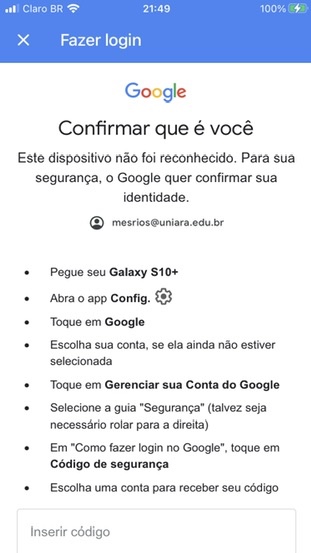 Claro BR 21:49 100%
Fazer login
Google
Confirmar que é você
Este dispositivo não foi reconhecido. Para sua
segurança, o Google quer confirmar sua
identidade.
mesrios@uniara.edu.br
• Pegue seu Galaxy S10+
• Abra o app Config.
• Toque em Google
• Escolha sua conta, se ela ainda não estiver
selecionada
• Toque em Gerenciar sua Conta do Google
• Selecione a guia "Segurança" (talvez seja
necessário rolar para a direita)
• Em "Como fazer login no Google", toque em
Código de segurança
• Escolha uma conta para receber seu código
Inserir código